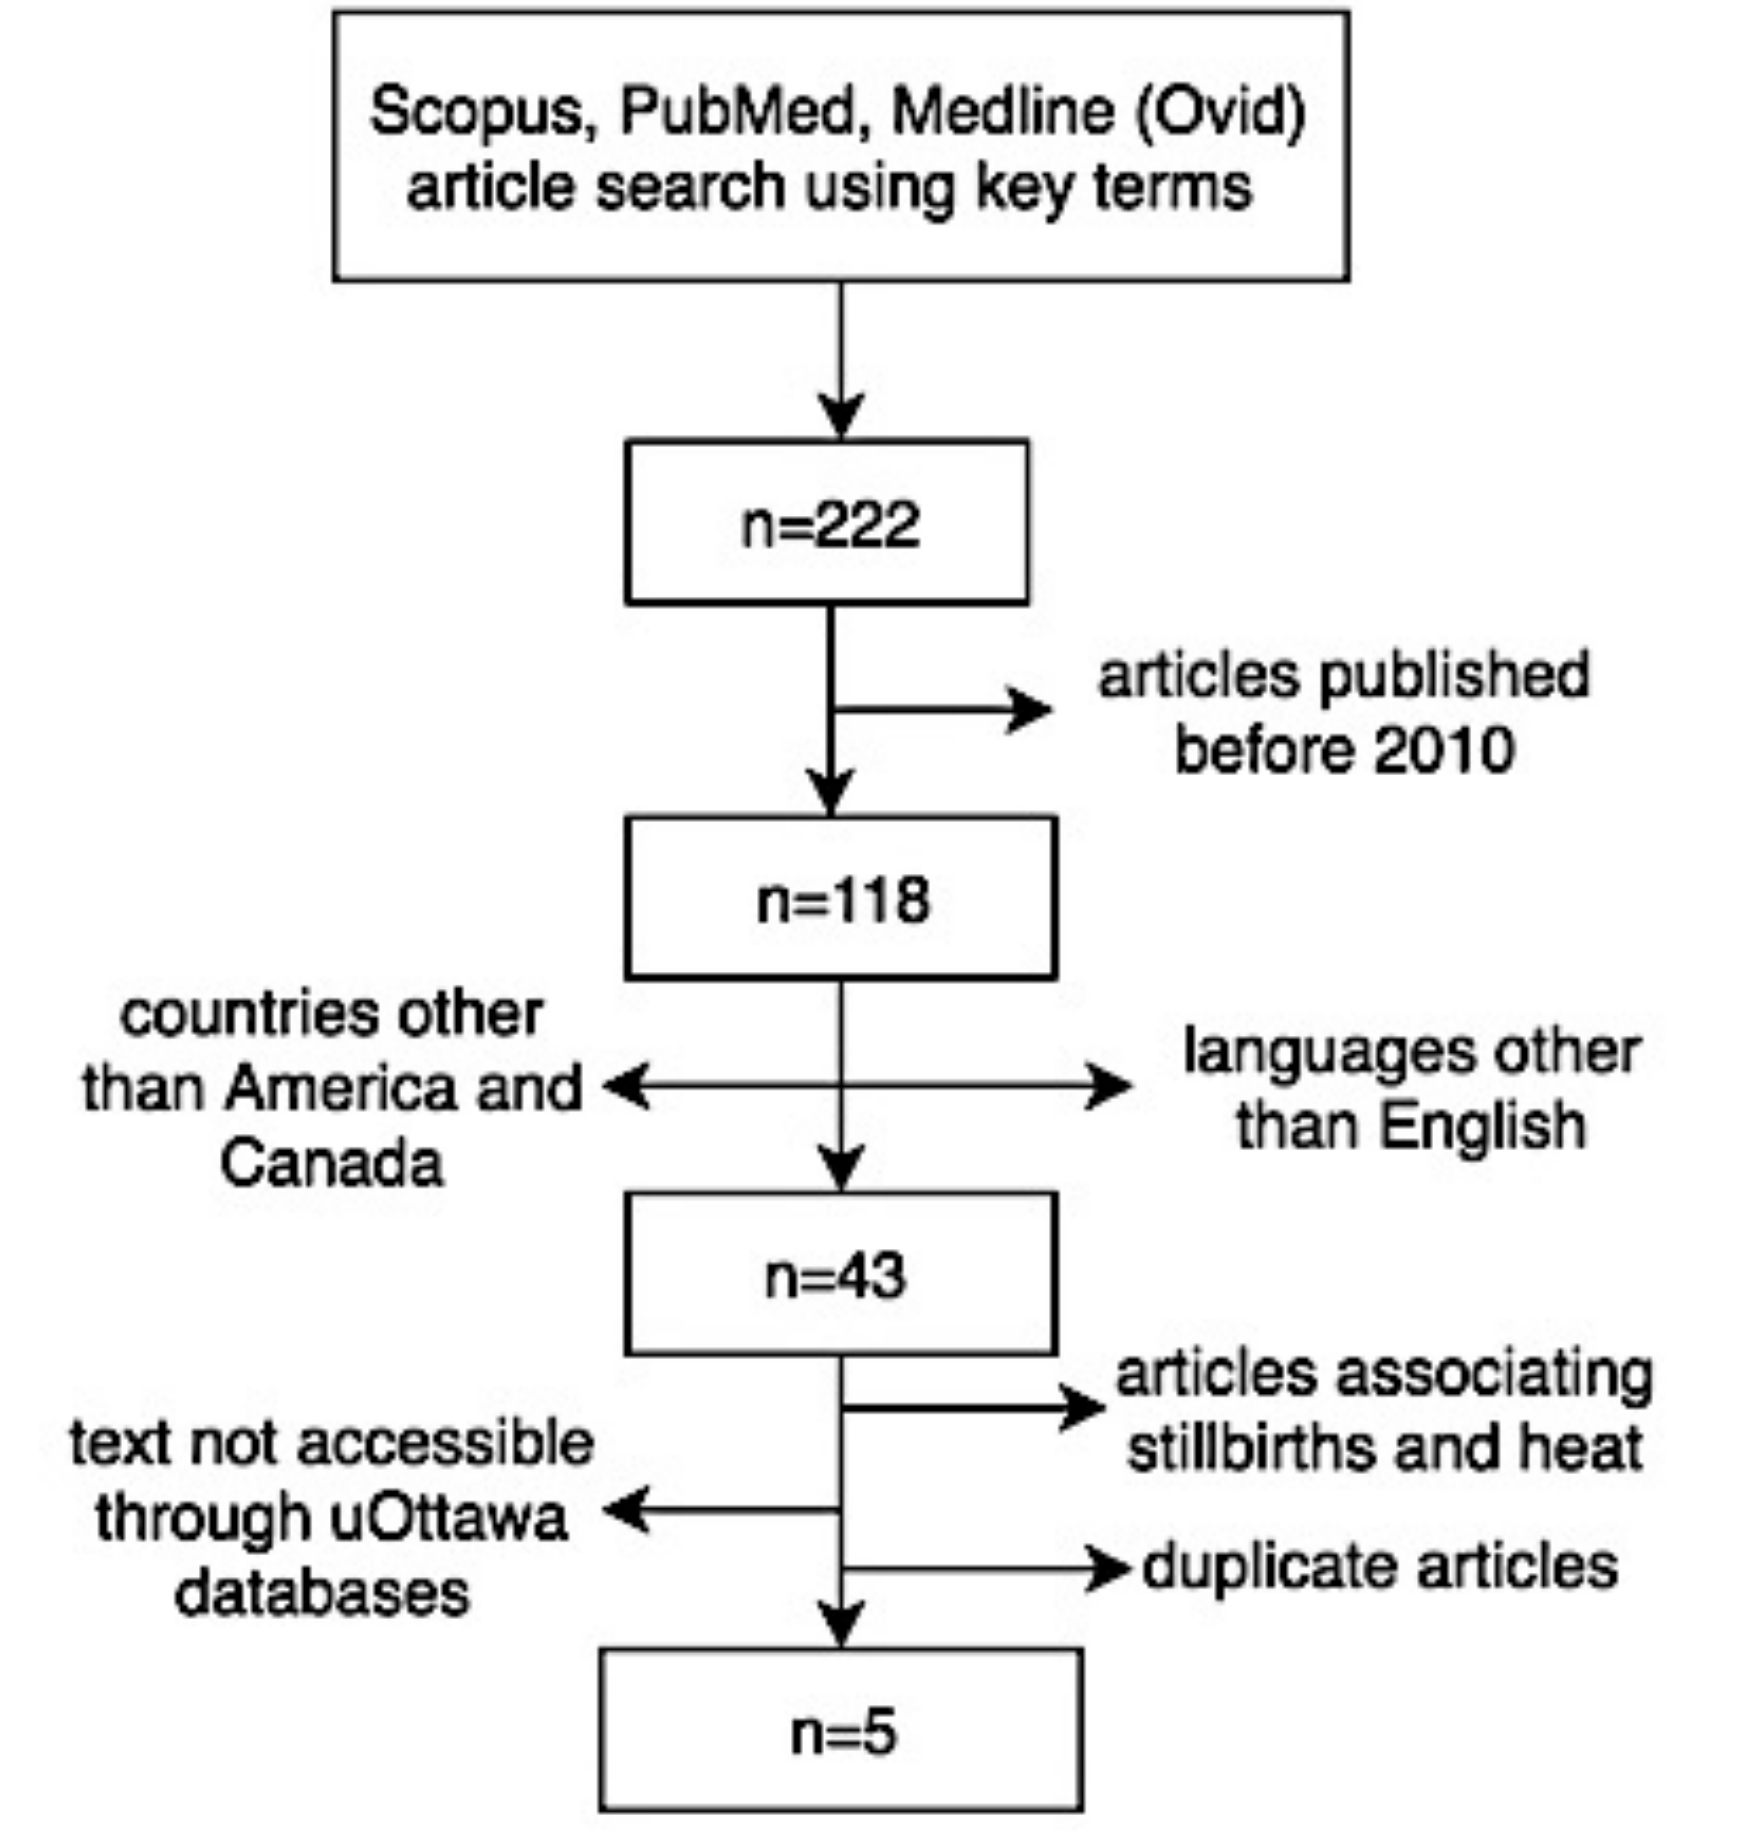 Scopus, PubMed, Medline (Ovid)
article search using key terms
n=222
articles published
before 2010
n=118
countries other
than America and
Canada
languages other
than English
n=43
articles associating
stillbirths and heat
text not accessible
through uOttawa
databases
duplicate articles
n=5